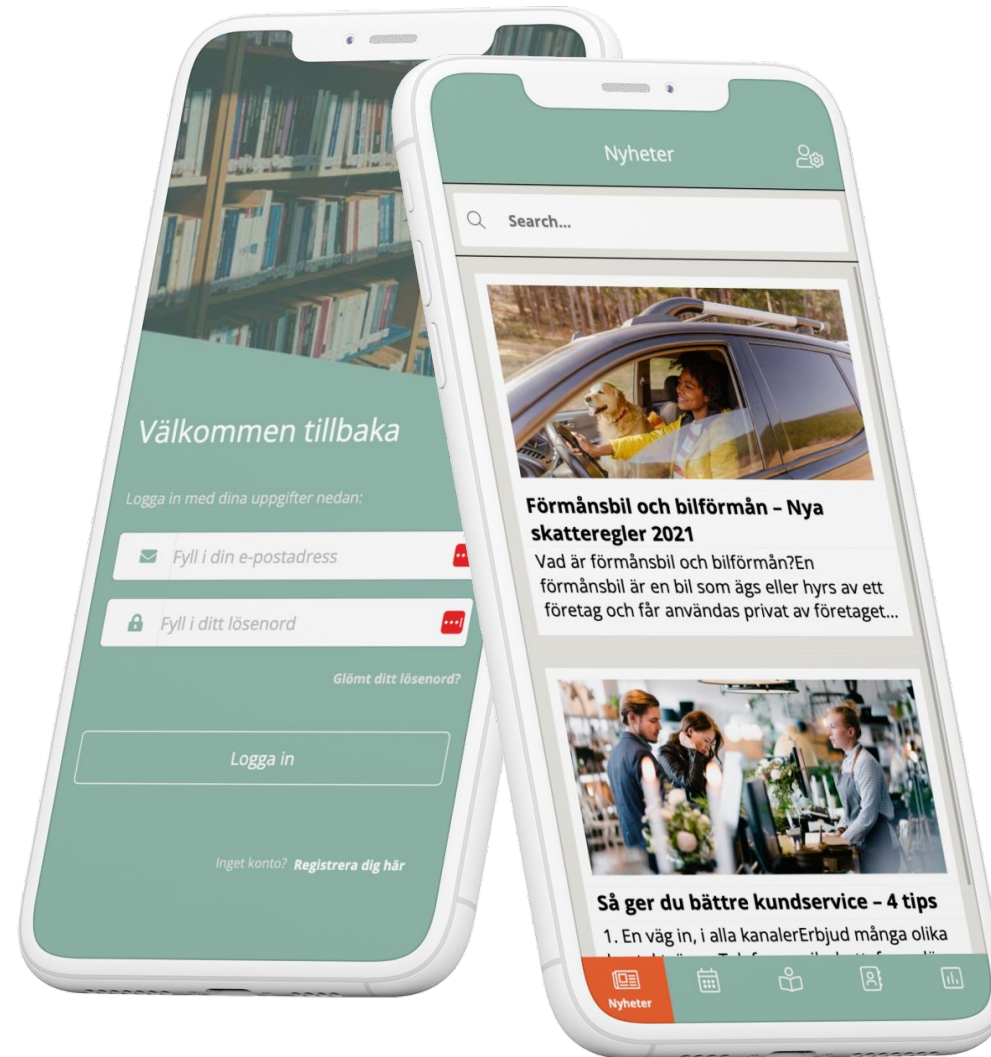 Välkommen tillbaka
Logga in med dina uppgifter nedan:
Fyll i din e-postadress
Fyll i ditt lösenord
Glömt ditt lösenord?
Logga in
Inget konto? Registrera dig här
Nyheter
Search...
Förmånsbil och bilförmån – Nya
skatteregler 2021
Vad är förmånsbil och bilförmån?En
förmånsbil är en bil som ägs eller hyrs av ett
företag och får användas privat av företaget...
Så ger du bättre kundservice – 4 tips
1. En väg in, i alla kanalerErbjud många olika
Nyheter